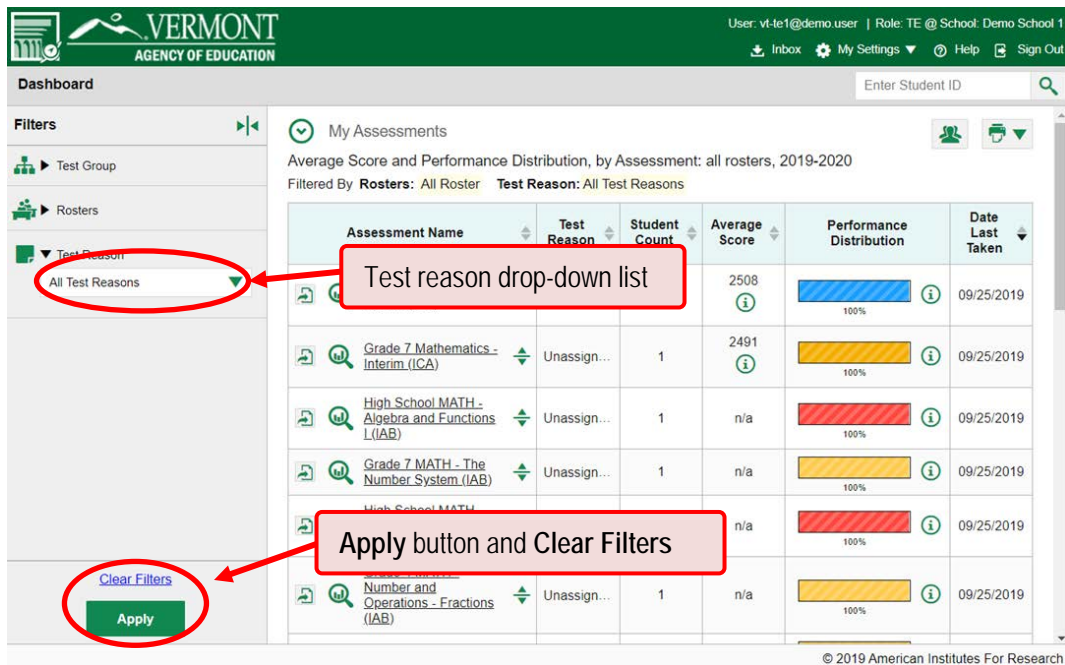 VERMONT
AGENCY OF EDUCATION
User: vt-te1@demo.user | Role: TE @ School: Demo School 1
Inbox My Settings Help Sign Out
Dashboard
Enter Student ID
Filters
Test Group
Rosters
Test Reason
All Test Reasons
Clear Filters
Apply
My Assessments
Average Score and Performance Distribution, by Assessment: all rosters, 2019-2020
Filtered By Rosters: All Roster Test Reason: All Test Reasons
Assessment Name
Test
Reason
Student
Count
Average
Score
Performance
Distribution
Date
Last
Taken
Test reason drop-down list
2508
100%
09/25/2019
Grade 7 Mathematics -
Interim (ICA)
Unassign...
1
2491
100%
09/25/2019
High School MATH -
Algebra and Functions
I (IAB)
Unassign...
1
n/a
100%
09/25/2019
Grade 7 MATH - The
Number System (IAB)
Unassign...
1
n/a
100%
09/25/2019
High School MATH
n/a
100%
09/25/2019
Apply button and Clear Filters
Number and
Operations - Fractions
(IAB)
Unassign...
1
n/a
100%
09/25/2019
© 2019 American Institutes For Research